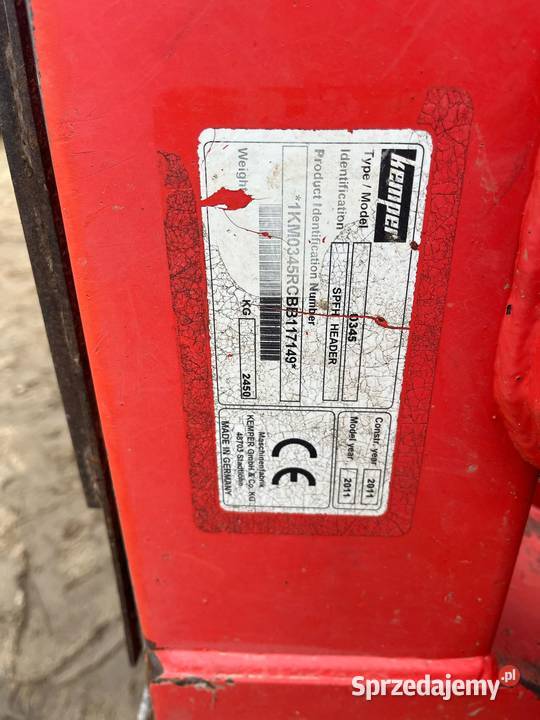 kemper
Type / Model 0345
Identification SPFH HEADER
Product Identification Number
*1KM0345RCBB117149*
Weight KG 2450
Constr. year 2011
Model year 2011
CE
Maschinenfabrik
KEMPER GmbH & Co. KG
48703 Stadtlohn
MADE IN GERMANY
Sprzedajemy.pl